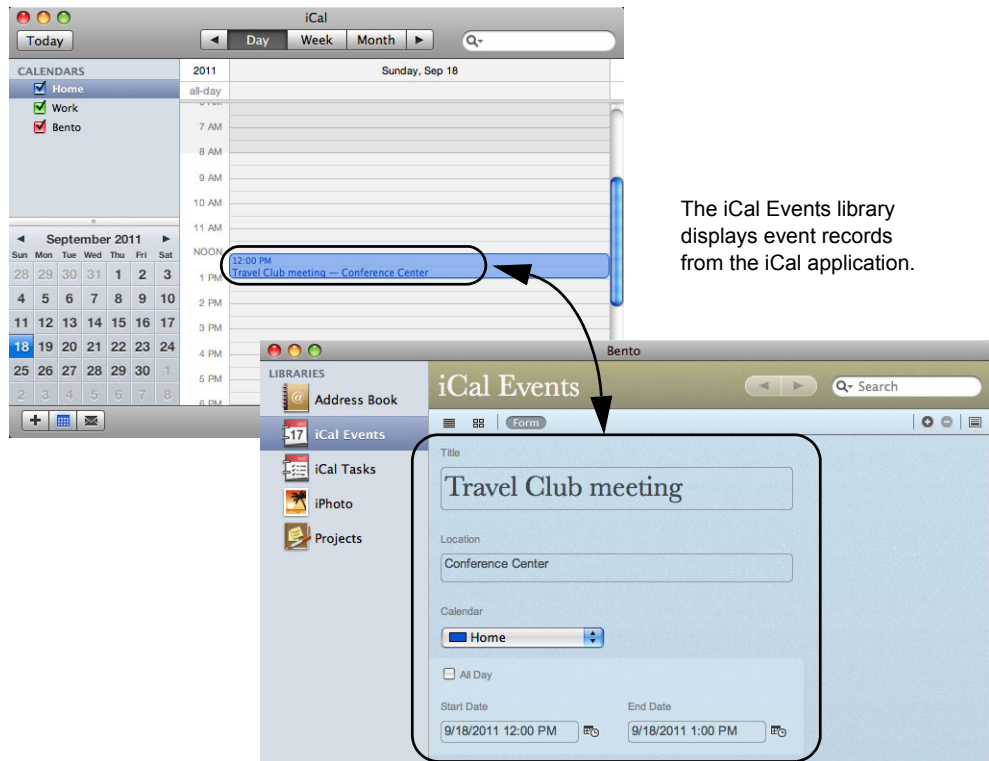 iCal
Today
Day Week Month
CALENDARS
Home
Work
Bento
2011 Sunday, Sep 18
all-day
7 AM
8 AM
9 AM
10 AM
11 AM
NOON
12:00 PM
Travel Club meeting — Conference Center
1 PM
2 PM
3 PM
4 PM
5 PM
6 PM
September 2011
Sun Mon Tue Wed Thu Fri Sat
28 29 30 31 1 2 3
4 5 6 7 8 9 10
11 12 13 14 15 16 17
18 19 20 21 22 23 24
25 26 27 28 29 30 1
2 3 4 5 6 7 8
The iCal Events library
displays event records
from the iCal application.
Bento
LIBRARIES
Address Book
17 iCal Events
iCal Tasks
iPhoto
Projects
iCal Events
Search
Form
Title
Travel Club meeting
Location
Conference Center
Calendar
Home
All Day
Start Date End Date
9/18/2011 12:00 PM 9/18/2011 1:00 PM